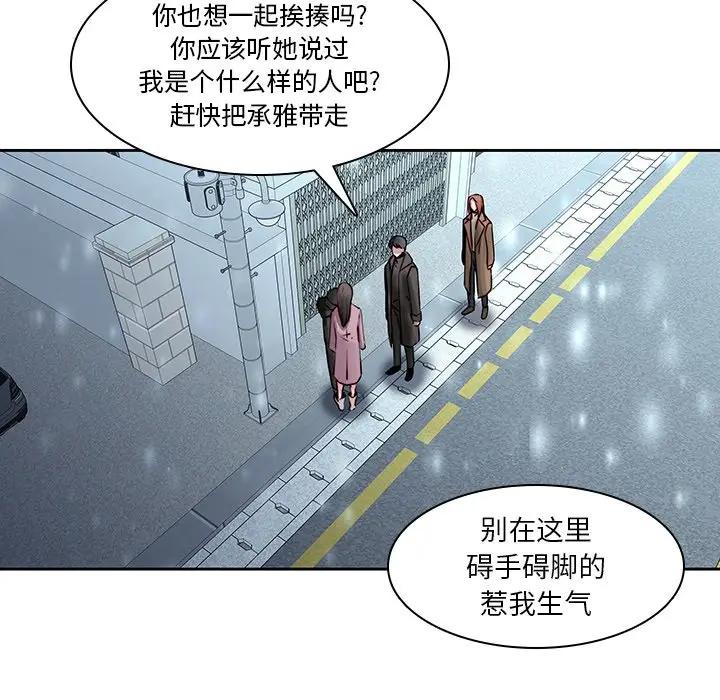 你也想一起挨揍吗?
你应该听她说过
我是个什么样的人吧?
赶快把承雅带走
别在这里
碍手碍脚的
惹我生气